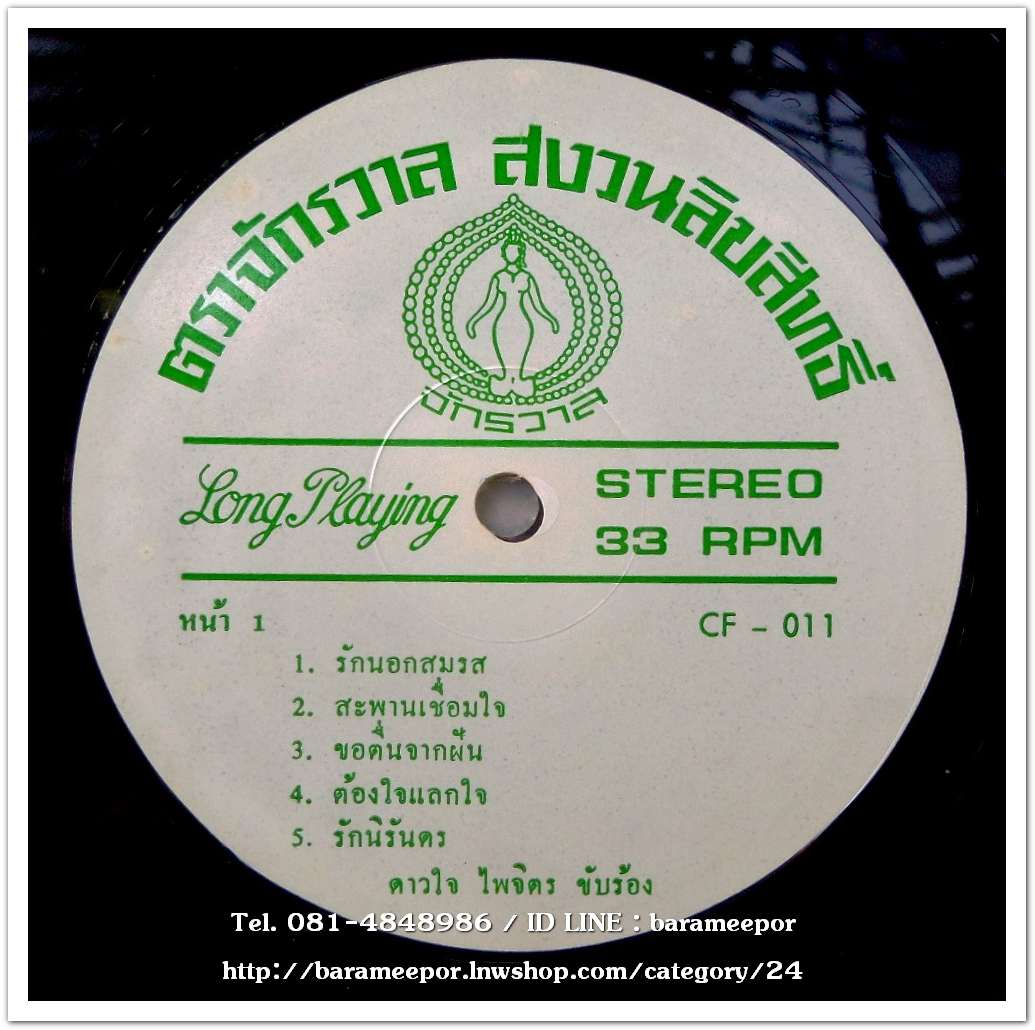 ตราจักรวาล สงวนลิขสิทธิ์
จักรวาล
Long Playing
STEREO
33 RPM
หน้า 1
CF - 011
1. รักนอกสมรส
2. สะพานเชื่อมใจ
3. ขอตื่นจากฝัน
4. ต้องใจแลกใจ
5. รักนิรันดร
ดาวใจ ไพจิตร ขับร้อง
Tel. 081-4848986 / ID LINE : barameepor
http://barameepor.lnwshop.com/category/24